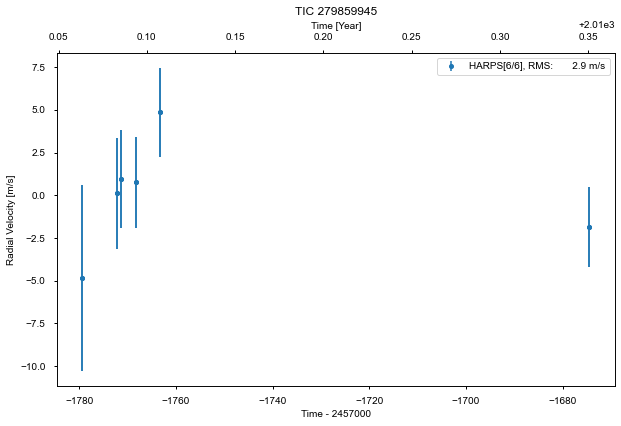 TIC 279859945
Time [Year]
+2.01e3
0.05 0.10 0.15 0.20 0.25 0.30 0.35
HARPS[6/6], RMS: 2.9 m/s
7.5
5.0
2.5
0.0
−2.5
−5.0
−7.5
−10.0
Radial Velocity [m/s]
−1780 −1760 −1740 −1720 −1700 −1680
Time - 2457000